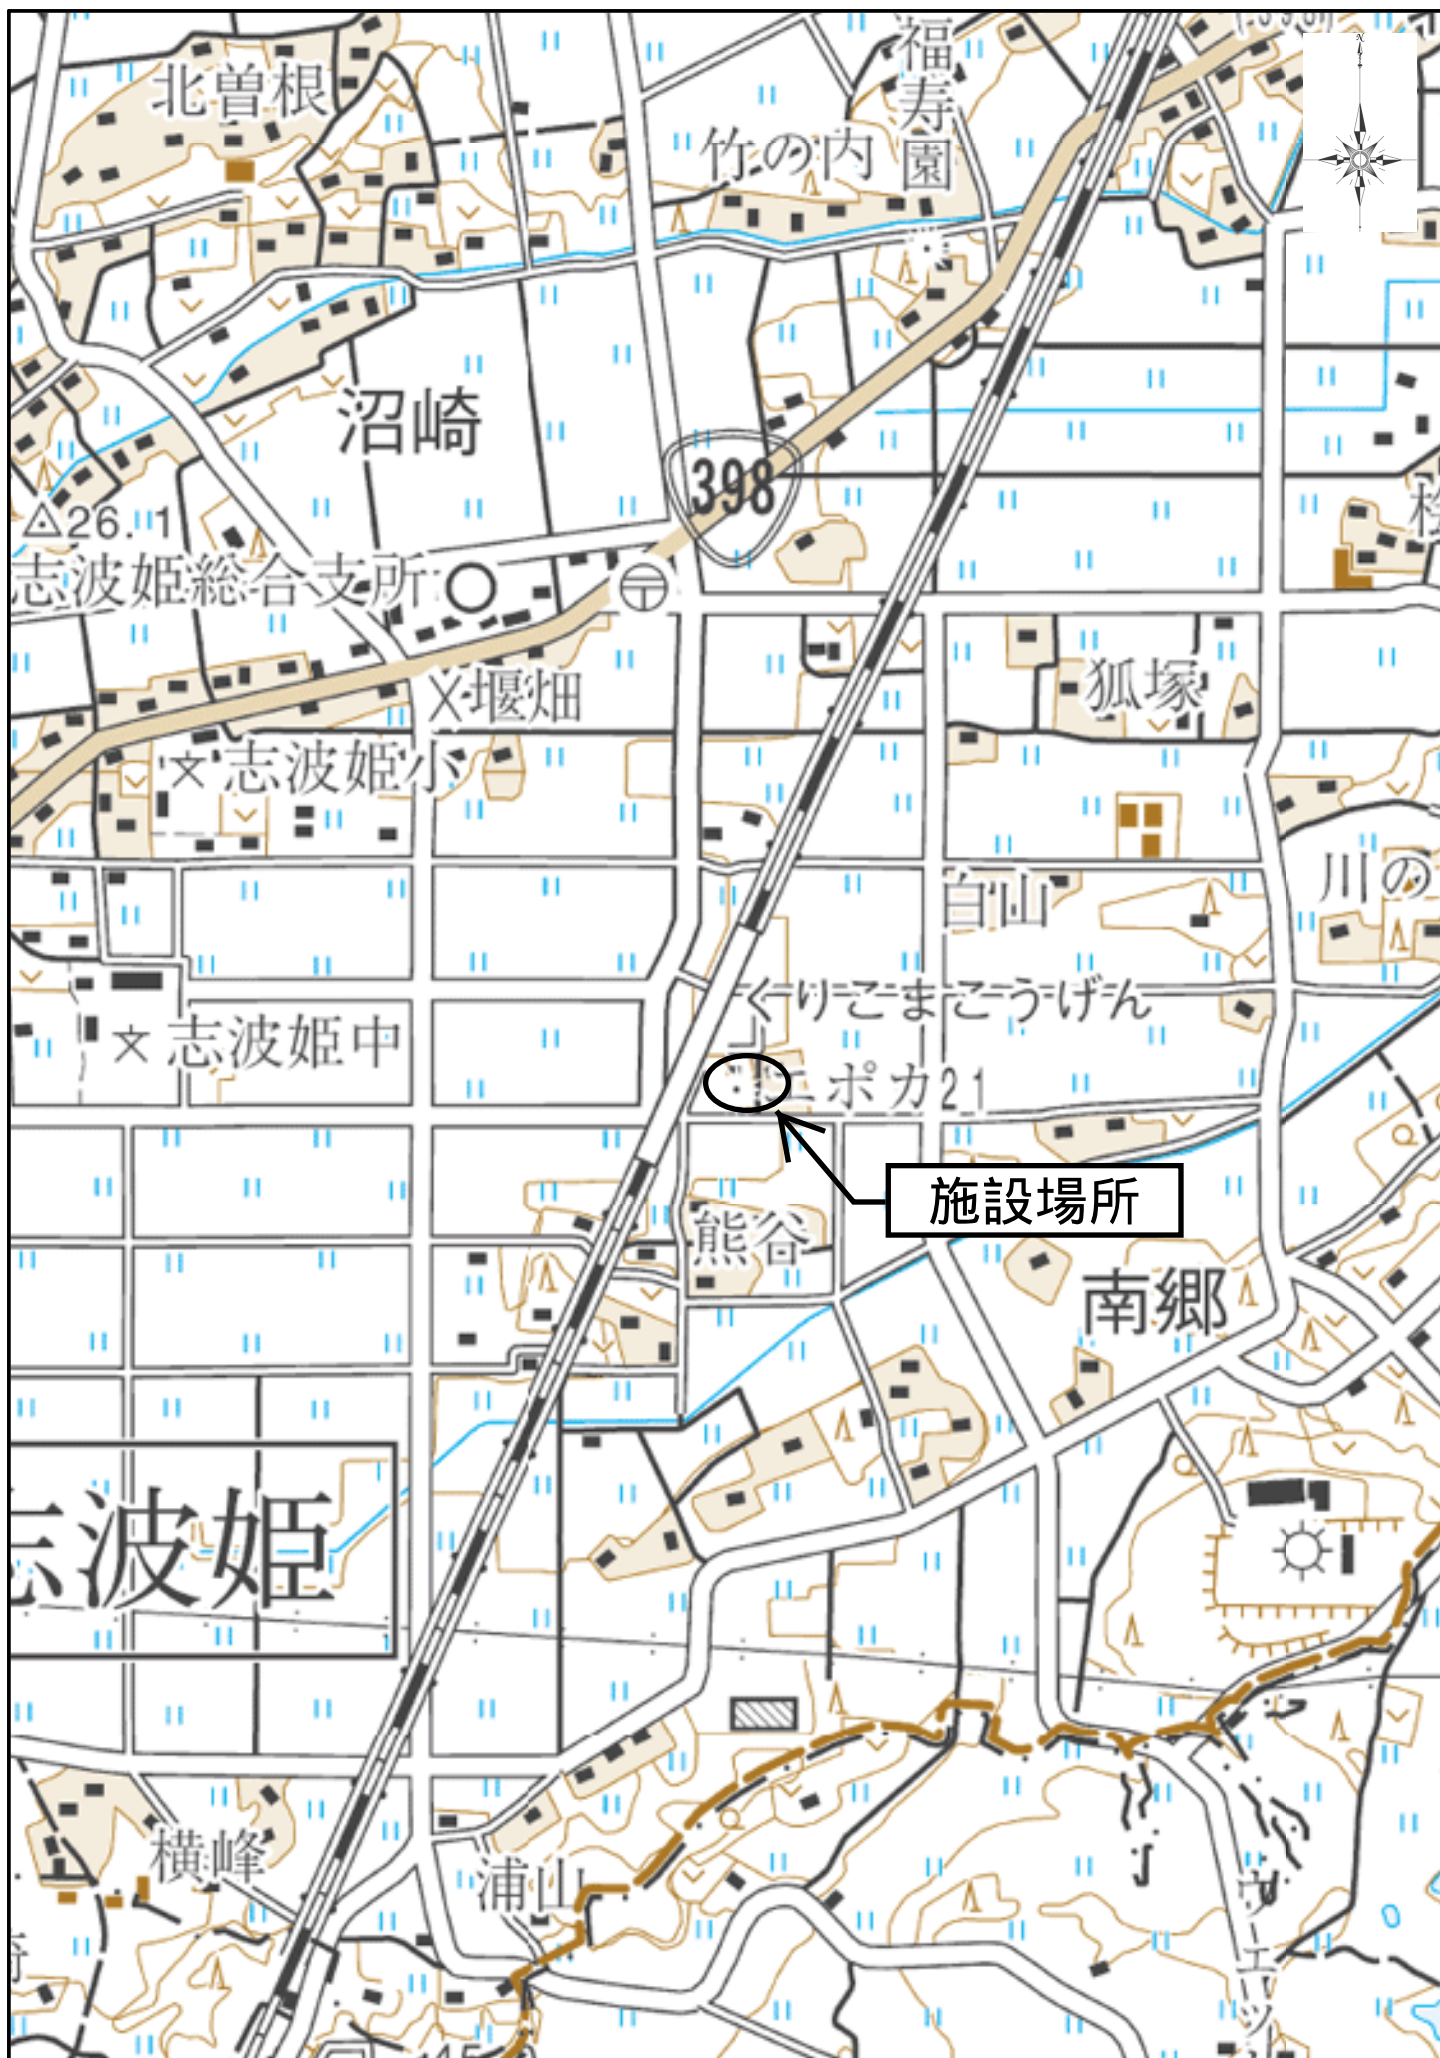 福寿園
北曽根
竹の内
沼崎
398
26.1
志波姫総合支所
堰畑
狐塚
志波姫小
川の
白山
くりこまこうげん
志波姫中
エポカ21
施設場所
熊谷
南郷
志波姫
横峰
浦山